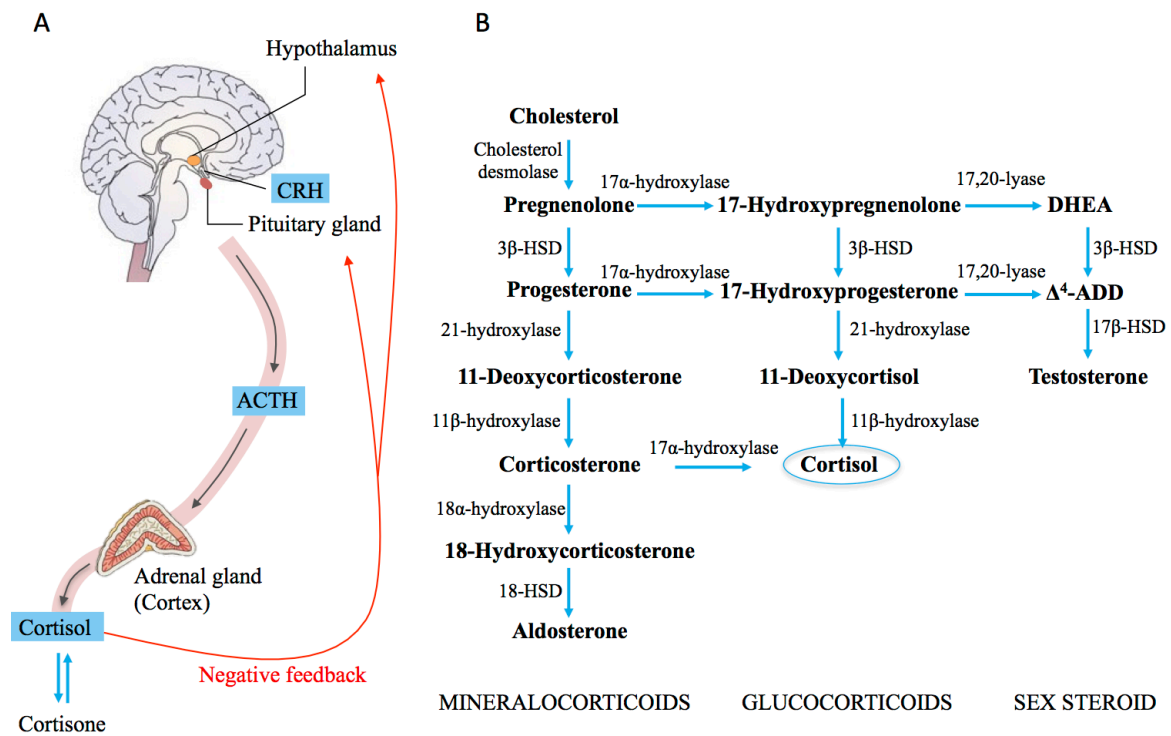 A
Hypothalamus
CRH
Pituitary gland
ACTH
Adrenal gland
(Cortex)
Cortisol
Negative feedback
Cortisone
B
Cholesterol
Cholesterol
desmolase
17α-hydroxylase
17,20-lyase
Pregnenolone
17-Hydroxypregnenolone
DHEA
3β-HSD
3β-HSD
3β-HSD
17α-hydroxylase
17,20-lyase
Progesterone
17-Hydroxyprogesterone
Δ⁴-ADD
21-hydroxylase
21-hydroxylase
17β-HSD
11-Deoxycorticosterone
11-Deoxycortisol
Testosterone
11β-hydroxylase
11β-hydroxylase
17α-hydroxylase
Corticosterone
Cortisol
18α-hydroxylase
18-Hydroxycorticosterone
18-HSD
Aldosterone
MINERALOCORTICOIDS
GLUCOCORTICOIDS
SEX STEROID